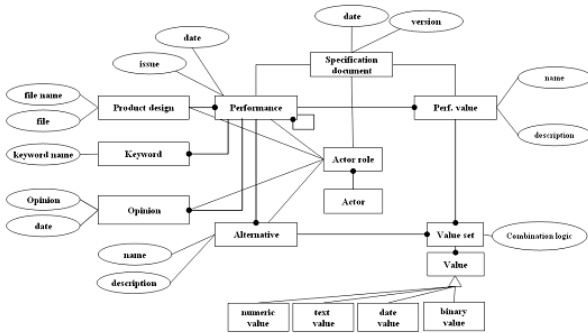 date
date
version
issue
Specification
document
file name
file
Product design
Performance
Perf. value
name
description
keyword name
Keyword
Actor role
Opinion
date
Opinion
Actor
name
description
Alternative
Value set
Combination logic
Value
numeric
value
text
value
date
value
binary
value